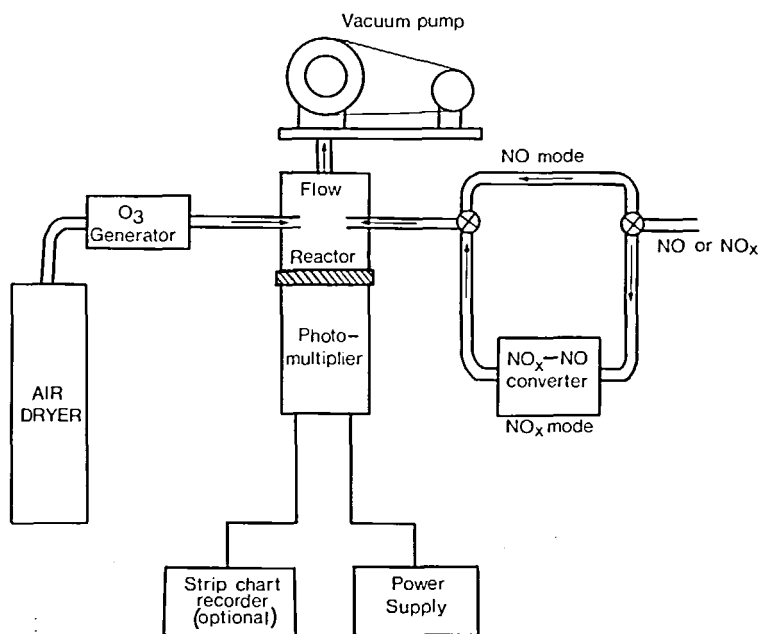 Vacuum pump
NO mode
Flow
O3
Generator
NO or NOx
Reactor
Photo-
multiplier
NOx-NO
converter
AIR
DRYER
NOx mode
Strip chart
recorder
(optional)
Power
Supply